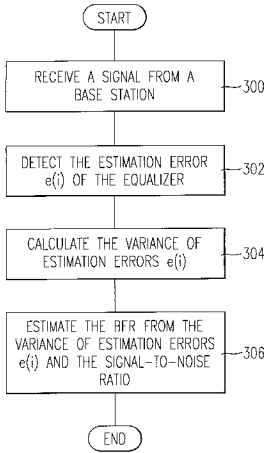 START
RECEIVE A SIGNAL FROM A
BASE STATION
300
DETECT THE ESTIMATION ERROR
e(i) OF THE EQUALIZER
302
CALCULATE THE VARIANCE OF
ESTIMATION ERRORS e(i)
304
ESTIMATE THE BFR FROM THE
VARIANCE OF ESTIMATION ERRORS
e(i) AND THE SIGNAL-TO-NOISE
RATIO
306
END